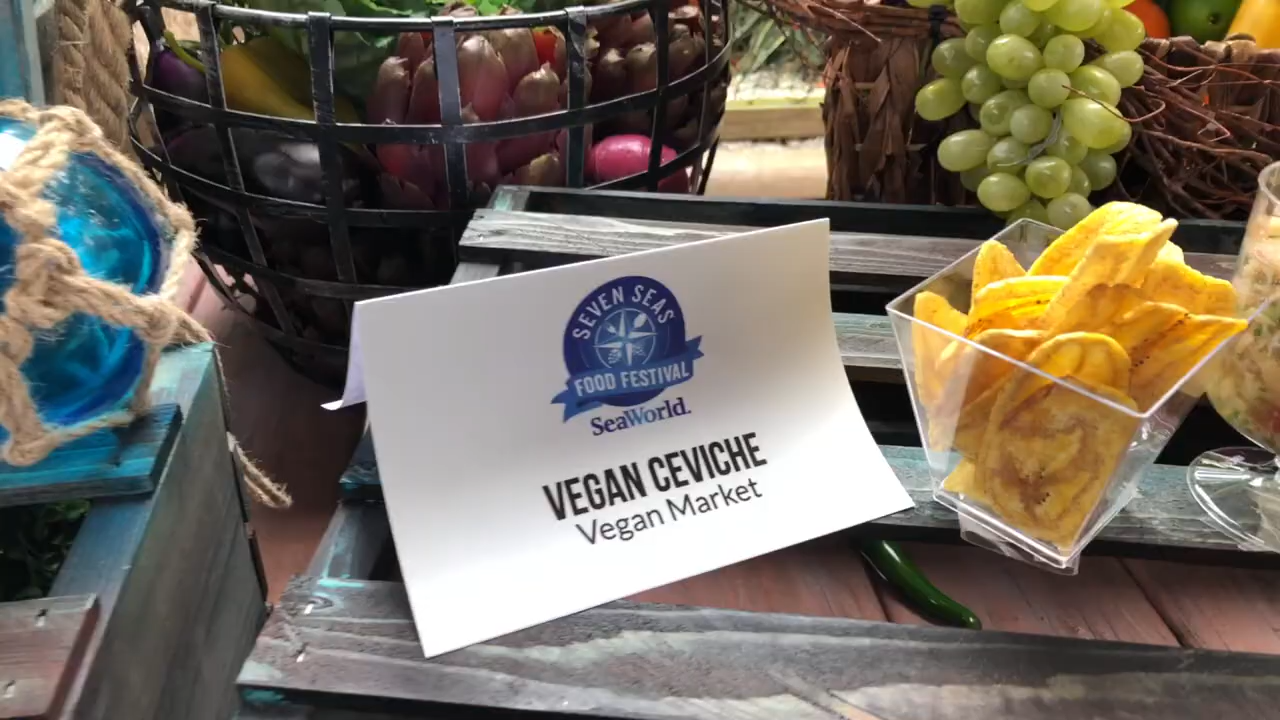 SEVEN SEAS
FOOD FESTIVAL
SeaWorld.
VEGAN CEVICHE
Vegan Market